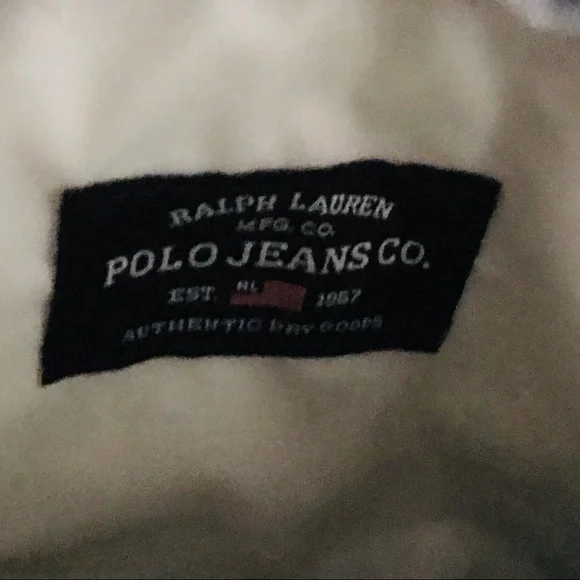 RALPH LAUREN
MFG. CO.
POLO JEANS CO.
EST. RL 1967
AUTHENTIC DRY GOODS